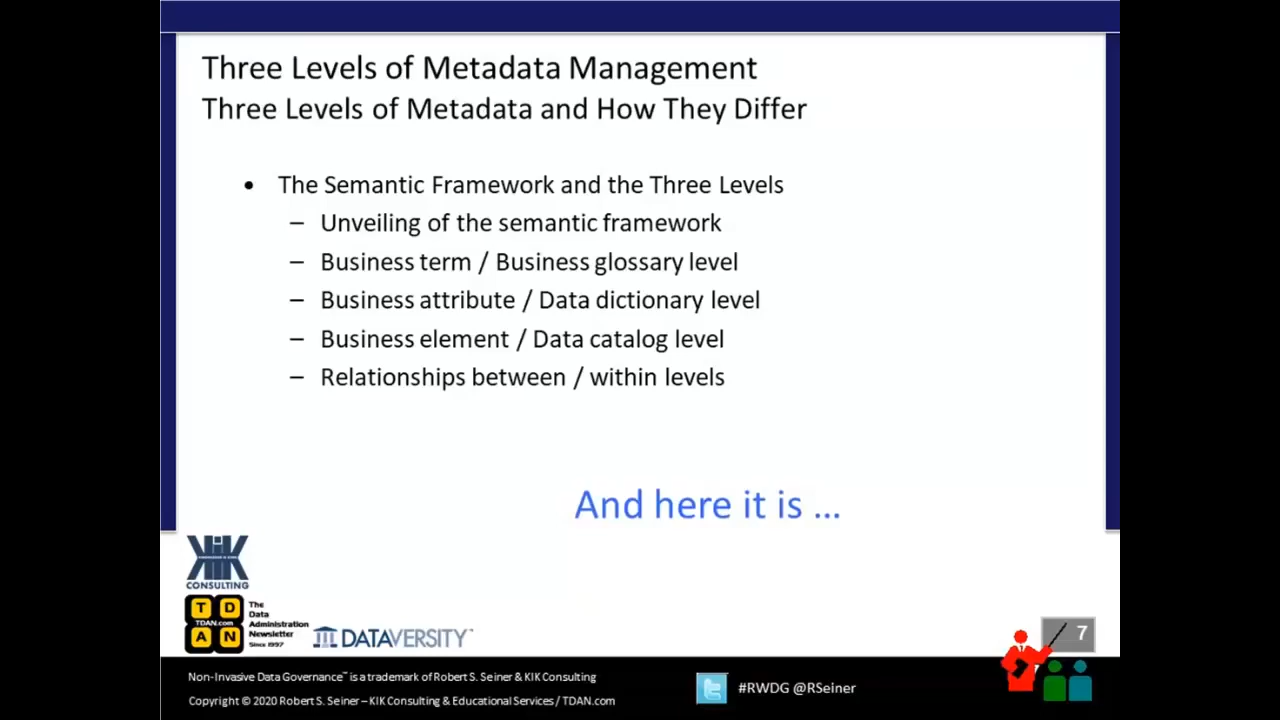 Three Levels of Metadata Management
Three Levels of Metadata and How They Differ
• The Semantic Framework and the Three Levels
– Unveiling of the semantic framework
– Business term / Business glossary level
– Business attribute / Data dictionary level
– Business element / Data catalog level
– Relationships between / within levels
And here it is ...
KIK
CONSULTING
T D
TDAN.com
A N
The
Data
Administration
Newsletter
Since 1997
DATAVERSITY™
7
Non-Invasive Data Governance™ is a trademark of Robert S. Seiner & KIK Consulting
Copyright © 2020 Robert S. Seiner – KIK Consulting & Educational Services / TDAN.com
#RWDG @RSeiner